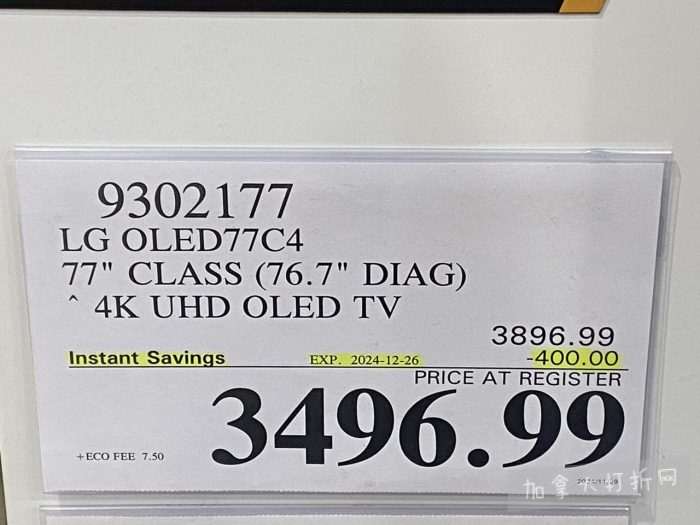 9302177
LG OLED77C4
77" CLASS (76.7" DIAG)
^ 4K UHD OLED TV
3896.99
Instant Savings EXP. 2024-12-26 -400.00
PRICE AT REGISTER
3496.99
+ECO FEE 7.50
加拿大打折网